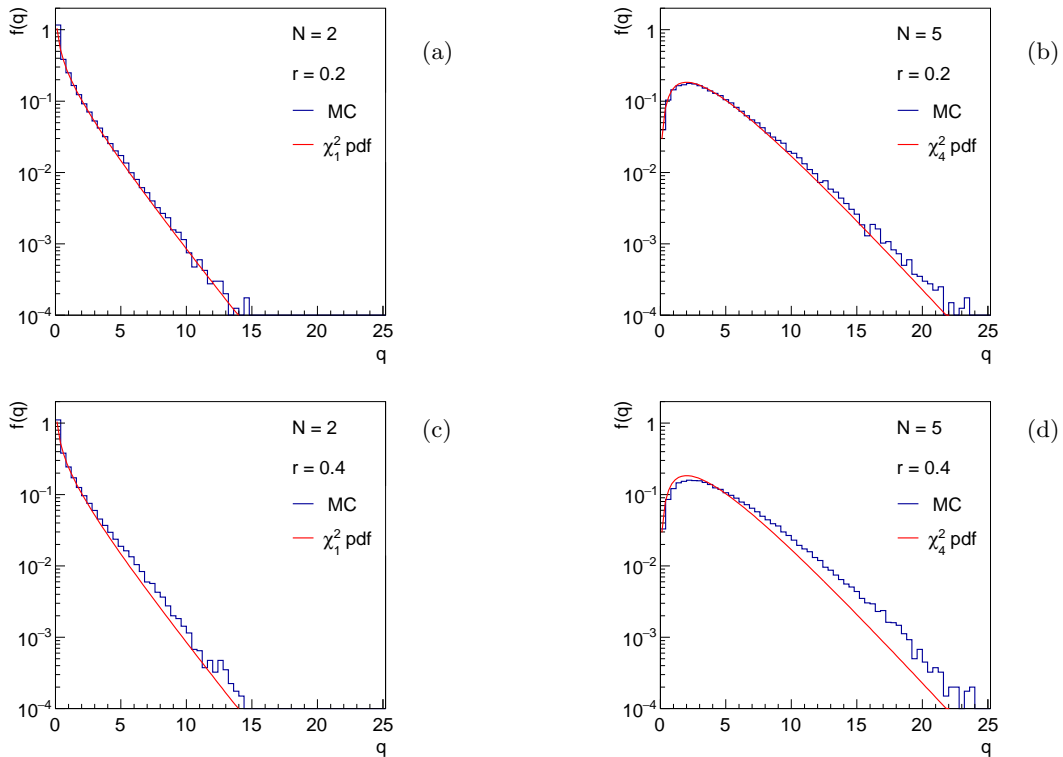 f(q)
1
10⁻¹
10⁻²
10⁻³
10⁻⁴
0 5 10 15 20 25
q
N = 2
r = 0.2
MC
χ²₁ pdf
(a)
f(q)
1
10⁻¹
10⁻²
10⁻³
10⁻⁴
0 5 10 15 20 25
q
N = 5
r = 0.2
MC
χ²₄ pdf
(b)
f(q)
1
10⁻¹
10⁻²
10⁻³
10⁻⁴
0 5 10 15 20 25
q
N = 2
r = 0.4
MC
χ²₁ pdf
(c)
f(q)
1
10⁻¹
10⁻²
10⁻³
10⁻⁴
0 5 10 15 20 25
q
N = 5
r = 0.4
MC
χ²₄ pdf
(d)